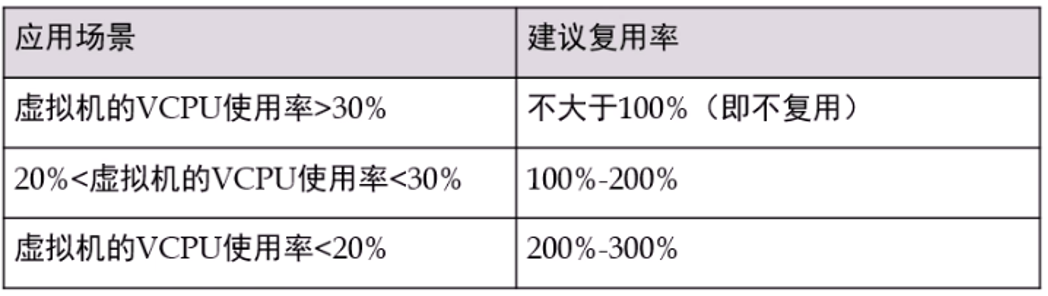 应用场景 建议复用率
虚拟机的VCPU使用率>30% 不大于100%（即不复用）
20%<虚拟机的VCPU使用率<30% 100%-200%
虚拟机的VCPU使用率<20% 200%-300%